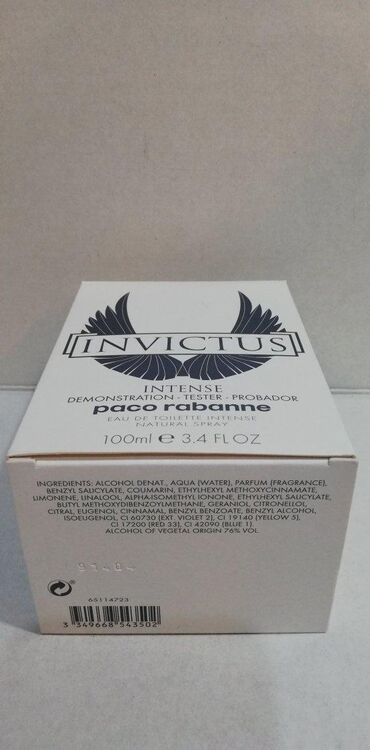 INVICTUS
INTENSE
DEMONSTRATION - TESTER - PROBADOR
paco rabanne
EAU DE TOILETTE INTENSE
NATURAL SPRAY
100ml ℮ 3.4 FL OZ
INGREDIENTS: ALCOHOL DENAT., AQUA (WATER), PARFUM (FRAGRANCE),
BENZYL SALICYLATE, COUMARIN, ETHYLHEXYL METHOXYCINNAMATE,
LIMONENE, LINALOOL, ALPHA-ISOMETHYL IONONE, ETHYLHEXYL SALICYLATE,
BUTYL METHOXYDIBENZOYLMETHANE, GERANIOL, CITRONELLOL,
CITRAL, EUGENOL, CINNAMAL, BENZYL BENZOATE, BENZYL ALCOHOL,
ISOEUGENOL, CI 60730 (EXT. VIOLET 2), CI 19140 (YELLOW 5),
CI 17200 (RED 33), CI 42090 (BLUE 1).
ALCOHOL OF VEGETAL ORIGIN 76% VOL.
65114723
3 349668 543502